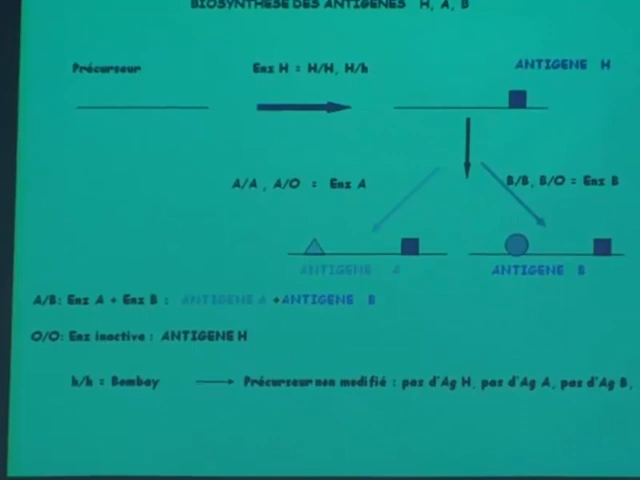 BIOSYNTHESE DES ANTIGENES H, A, B
Précurseur
Enz H = H/H, H/h
ANTIGENE H
A/A , A/O = Enz A
B/B, B/O = Enz B
ANTIGENE A
ANTIGENE B
A/B: Enz A + Enz B : ANTIGENE A + ANTIGENE B
O/O: Enz inactive : ANTIGENE H
h/h = Bombay
Précurseur non modifié : pas d'Ag H, pas d'Ag A, pas d'Ag B,